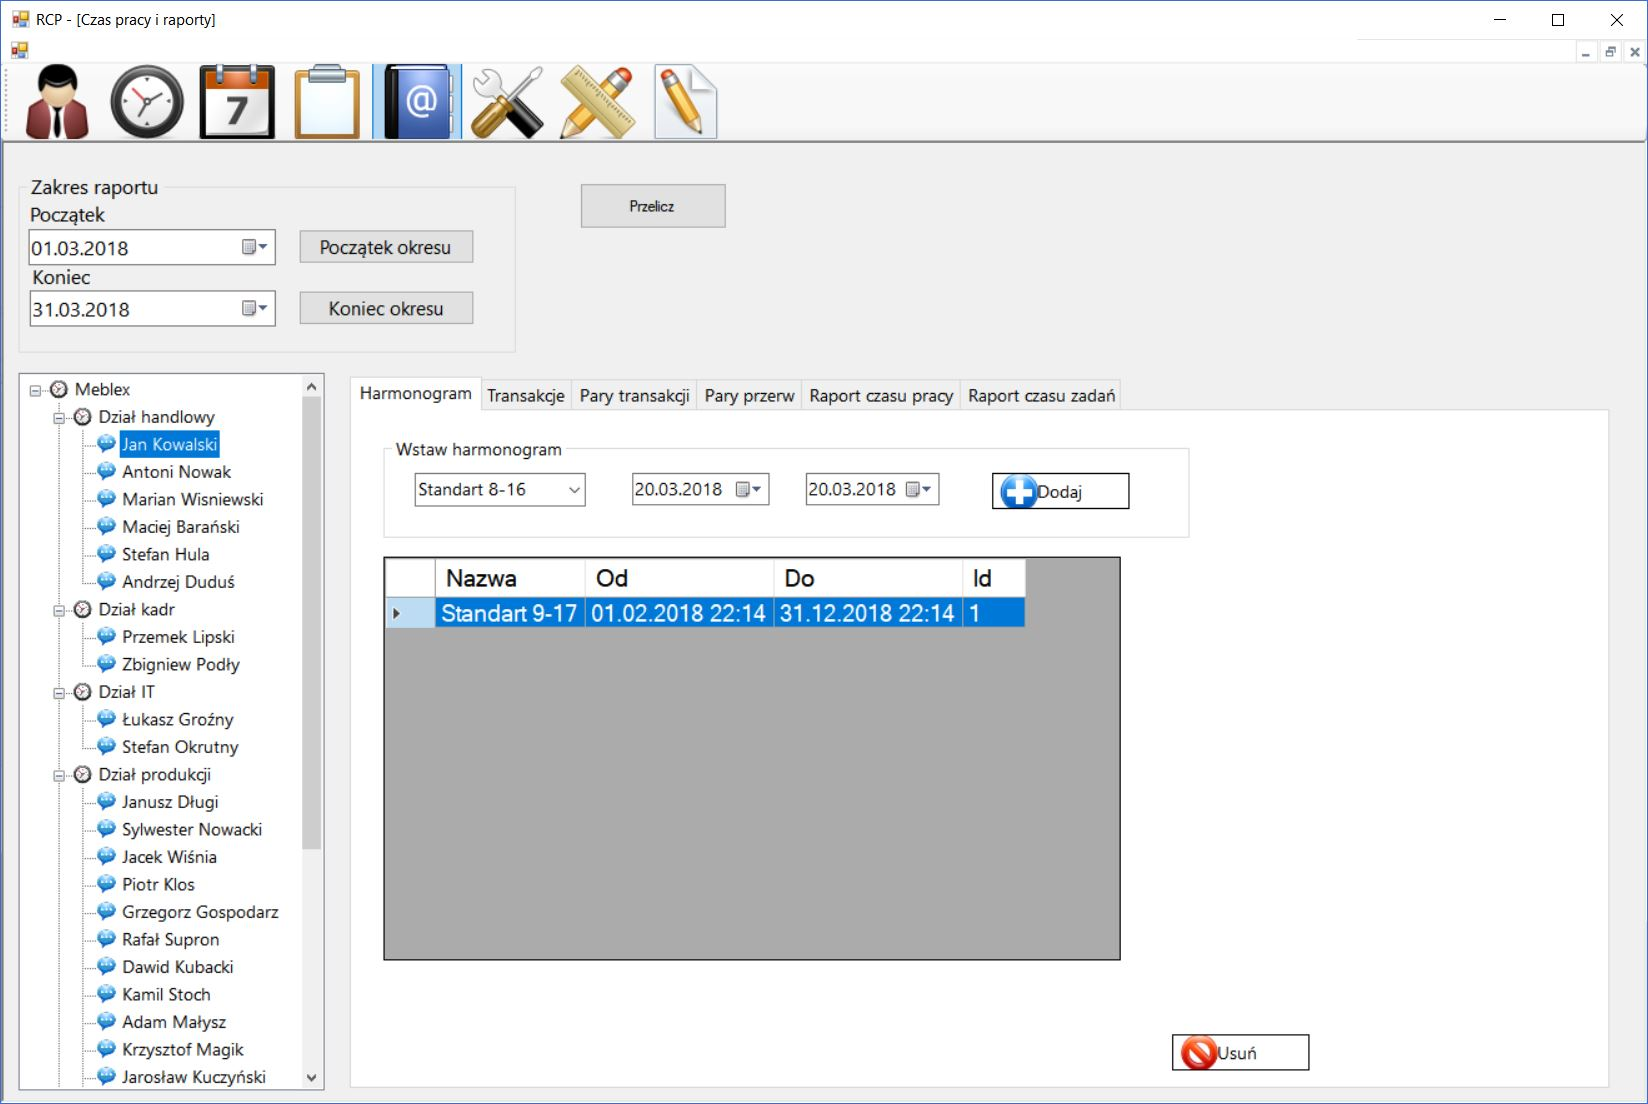 RCP - [Czas pracy i raporty]
7
@
Zakres raportu
Początek
01.03.2018
Początek okresu
Koniec
31.03.2018
Koniec okresu
Przelicz
Meblex
Dział handlowy
Jan Kowalski
Antoni Nowak
Marian Wisniewski
Maciej Barański
Stefan Hula
Andrzej Duduś
Dział kadr
Przemek Lipski
Zbigniew Podły
Dział IT
Łukasz Groźny
Stefan Okrutny
Dział produkcji
Janusz Długi
Sylwester Nowacki
Jacek Wiśnia
Piotr Klos
Grzegorz Gospodarz
Rafał Supron
Dawid Kubacki
Kamil Stoch
Adam Małysz
Krzysztof Magik
Jarosław Kuczyński
Harmonogram Transakcje Pary transakcji Pary przerw Raport czasu pracy Raport czasu zadań
Wstaw harmonogram
Standart 8-16 20.03.2018 20.03.2018 Dodaj
Nazwa Od Do Id
Standart 9-17 01.02.2018 22:14 31.12.2018 22:14 1
Usuń